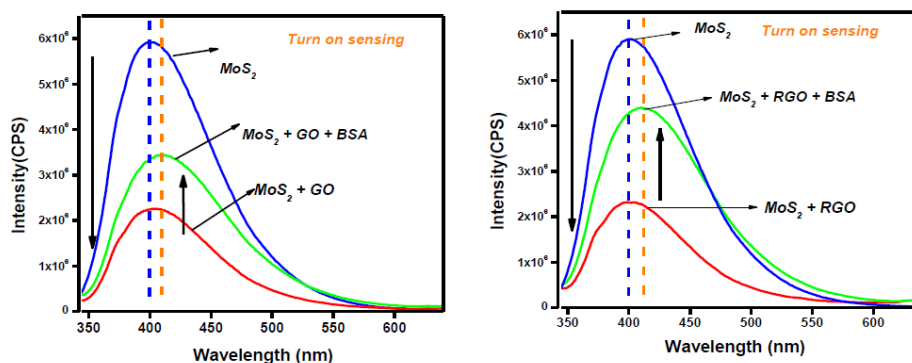 Turn on sensing
MoS₂
MoS₂ + GO + BSA
MoS₂ + GO
Intensity(CPS)
6x10⁶
5x10⁶
4x10⁶
3x10⁶
2x10⁶
1x10⁶
0
350 400 450 500 550 600
Wavelength (nm)
Turn on sensing
MoS₂
MoS₂ + RGO + BSA
MoS₂ + RGO
Intensity(CPS)
6x10⁶
5x10⁶
4x10⁶
3x10⁶
2x10⁶
1x10⁶
0
350 400 450 500 550 600
Wavelength (nm)